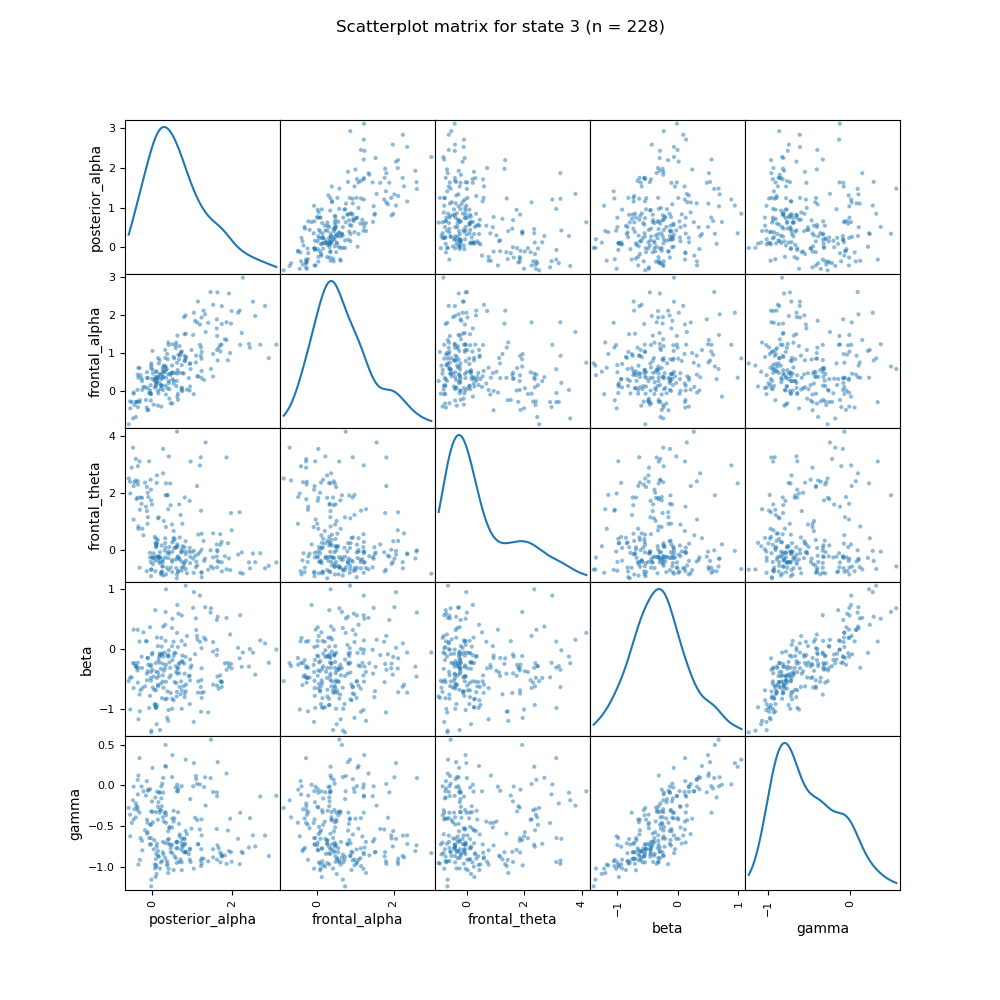 Scatterplot matrix for state 3 (n = 228)
posterior_alpha
3
2
1
0
frontal_alpha
3
2
1
0
frontal_theta
4
2
0
beta
1
0
−1
gamma
0.5
0.0
−0.5
−1.0
0 2 0 2 0 2 4 −1 0 1 −1 0
posterior_alpha frontal_alpha frontal_theta beta gamma